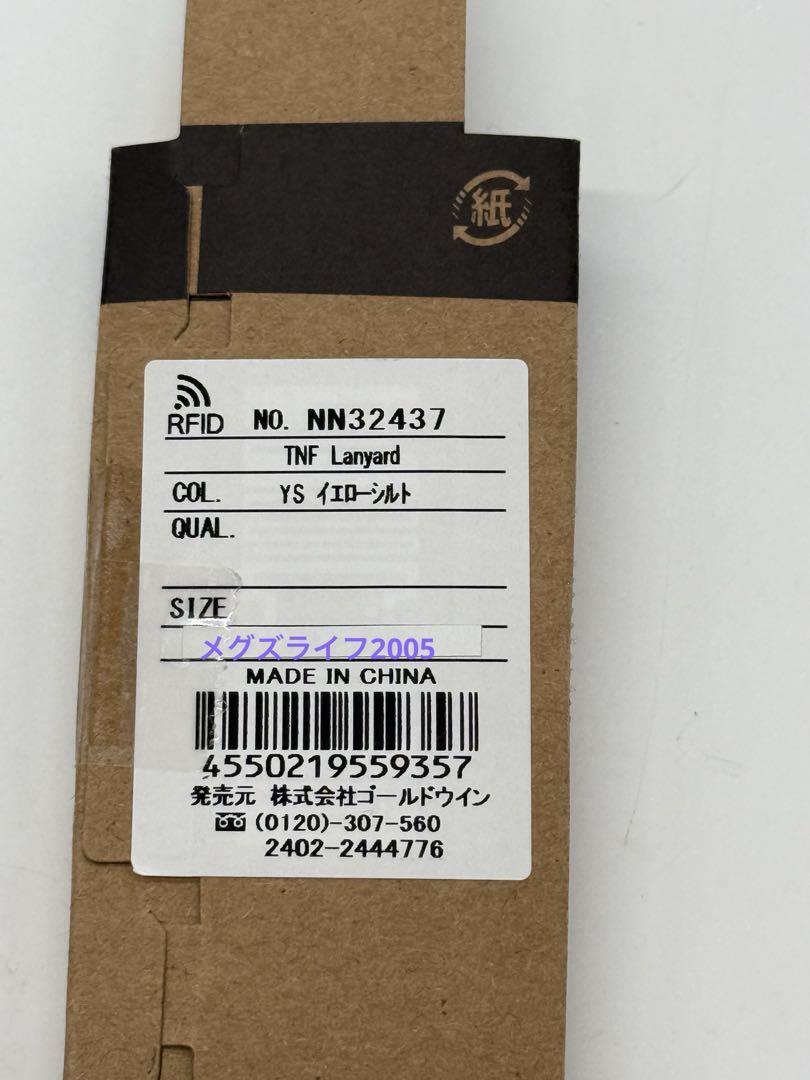 紙
RFID NO. NN32437
TNF Lanyard
COL. YS イエローシルト
QUAL.
SIZE
メグズライフ2005
MADE IN CHINA
4550219559357
発売元 株式会社ゴールドウイン
(0120)-307-560
2402-2444776